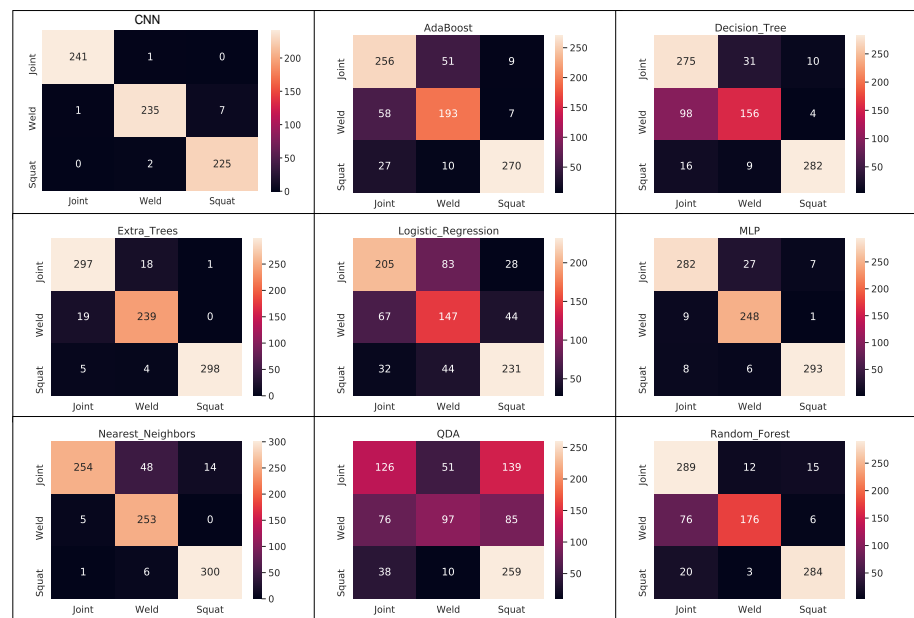 CNN
Joint 241 1 0
Weld 1 235 7
Squat 0 2 225
Joint Weld Squat
200
150
100
50
0
AdaBoost
Joint 256 51 9
Weld 58 193 7
Squat 27 10 270
Joint Weld Squat
250
200
150
100
50
Decision_Tree
Joint 275 31 10
Weld 98 156 4
Squat 16 9 282
Joint Weld Squat
250
200
150
100
50
Extra_Trees
Joint 297 18 1
Weld 19 239 0
Squat 5 4 298
Joint Weld Squat
250
200
150
100
50
0
Logistic_Regression
Joint 205 83 28
Weld 67 147 44
Squat 32 44 231
Joint Weld Squat
200
150
100
50
MLP
Joint 282 27 7
Weld 9 248 1
Squat 8 6 293
Joint Weld Squat
250
200
150
100
50
Nearest_Neighbors
Joint 254 48 14
Weld 5 253 0
Squat 1 6 300
Joint Weld Squat
300
250
200
150
100
50
0
QDA
Joint 126 51 139
Weld 76 97 85
Squat 38 10 259
Joint Weld Squat
250
200
150
100
50
Random_Forest
Joint 289 12 15
Weld 76 176 6
Squat 20 3 284
Joint Weld Squat
250
200
150
100
50